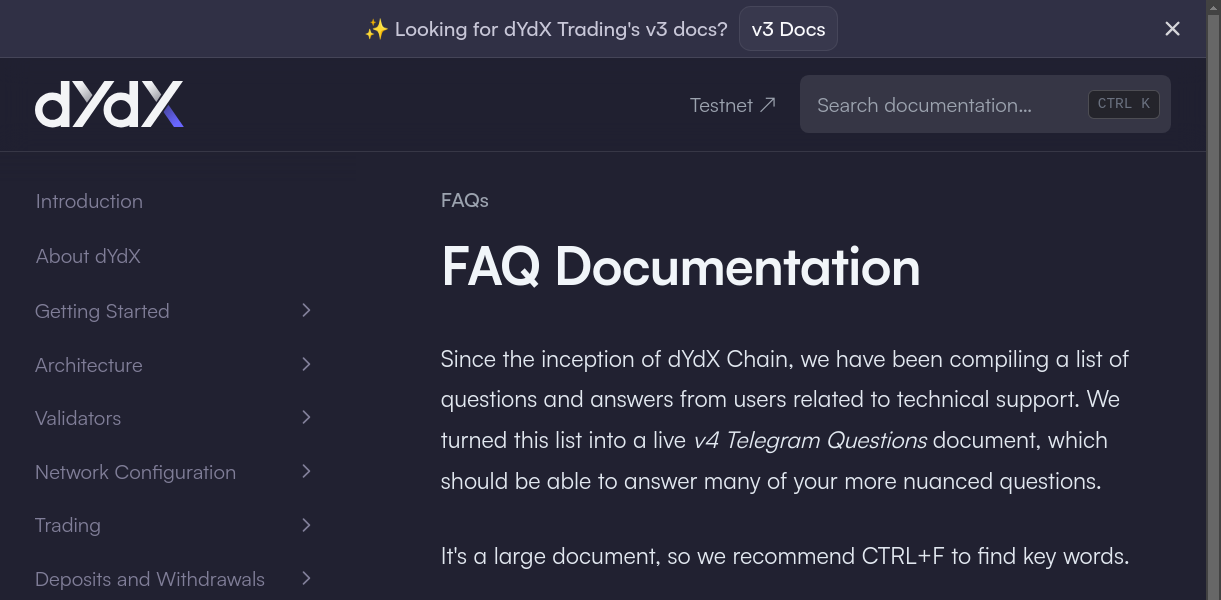 ✨ Looking for dYdX Trading's v3 docs? v3 Docs
dYdX
Testnet ↗
Search documentation...
CTRL K
Introduction
About dYdX
Getting Started
Architecture
Validators
Network Configuration
Trading
Deposits and Withdrawals
FAQs
FAQ Documentation
Since the inception of dYdX Chain, we have been compiling a list of
questions and answers from users related to technical support. We
turned this list into a live v4 Telegram Questions document, which
should be able to answer many of your more nuanced questions.
It's a large document, so we recommend CTRL+F to find key words.